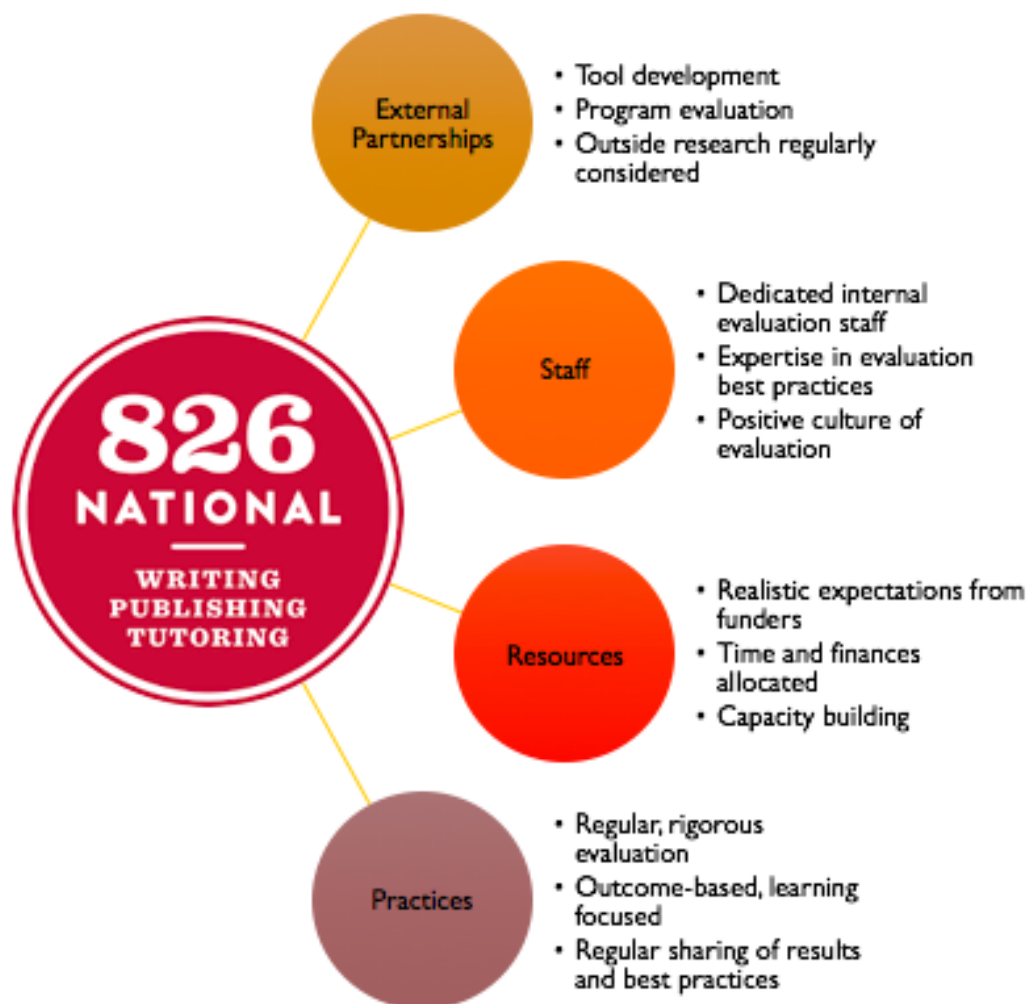 External
Partnerships
• Tool development
• Program evaluation
• Outside research regularly
considered
Staff
• Dedicated internal
evaluation staff
• Expertise in evaluation
best practices
• Positive culture of
evaluation
826
NATIONAL
WRITING
PUBLISHING
TUTORING
Resources
• Realistic expectations from
funders
• Time and finances
allocated
• Capacity building
Practices
• Regular, rigorous
evaluation
• Outcome-based, learning
focused
• Regular sharing of results
and best practices